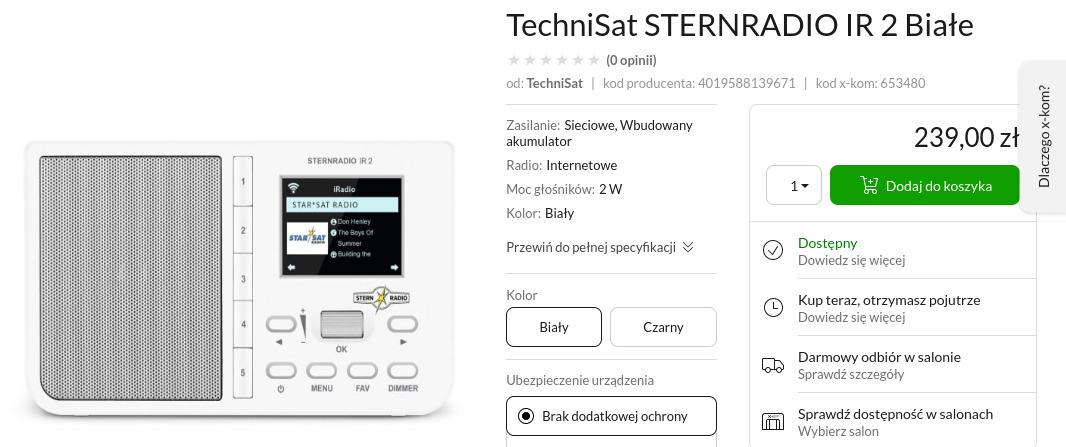 TechniSat STERNRADIO IR 2 Białe
(0 opinii)
od: TechniSat | kod producenta: 4019588139671 | kod x-kom: 653480
Zasilanie: Sieciowe, Wbudowany
akumulator
Radio: Internetowe
Moc głośników: 2 W
Kolor: Biały
Przewiń do pełnej specyfikacji
Kolor
Biały
Czarny
Ubezpieczenie urządzenia
Brak dodatkowej ochrony
239,00 zł
1
Dodaj do koszyka
Dostępny
Dowiedz się więcej
Kup teraz, otrzymasz pojutrze
Dowiedz się więcej
Darmowy odbiór w salonie
Sprawdź szczegóły
Sprawdź dostępność w salonach
Wybierz salon
Dlaczego x-kom?
STERNRADIO IR 2
iRadio
STAR*SAT RADIO
Don Henley
The Boys Of
Summer
Building the
STAR SAT
RADIO
STERN RADIO
1
2
3
4
5
+
−
OK
MENU
FAV
DIMMER